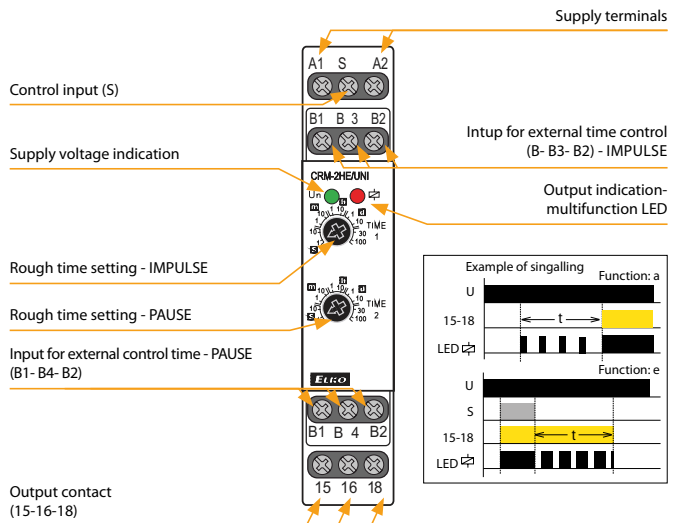 Supply terminals
A1 S A2
Control input (S)
B1 B 3 B2
Intup for external time control
(B- B3- B2) - IMPULSE
Supply voltage indication
CRM-2HE/UNI
Un
Output indication-
multifunction LED
TIME
1
Rough time setting - IMPULSE
TIME
2
Rough time setting - PAUSE
Input for external control time - PAUSE
(B1- B4- B2)
ELKO
B1 B 4 B2
15 16 18
Output contact
(15-16-18)
Example of singalling
Function: a
U
15-18
t
LED
Function: e
U
S
15-18
t
LED